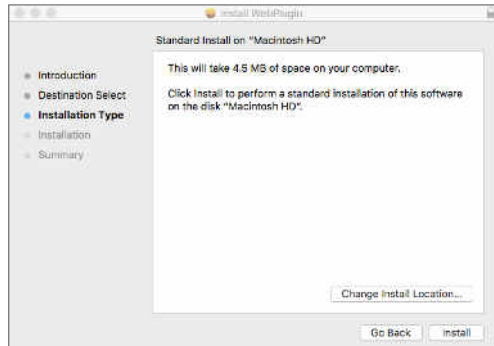 Install WebPlugin
Standard Install on "Macintosh HD"
Introduction
Destination Select
Installation Type
Installation
Summary
This will take 4.5 MB of space on your computer.
Click Install to perform a standard installation of this software
on the disk "Macintosh HD".
Change Install Location...
Go Back
Install